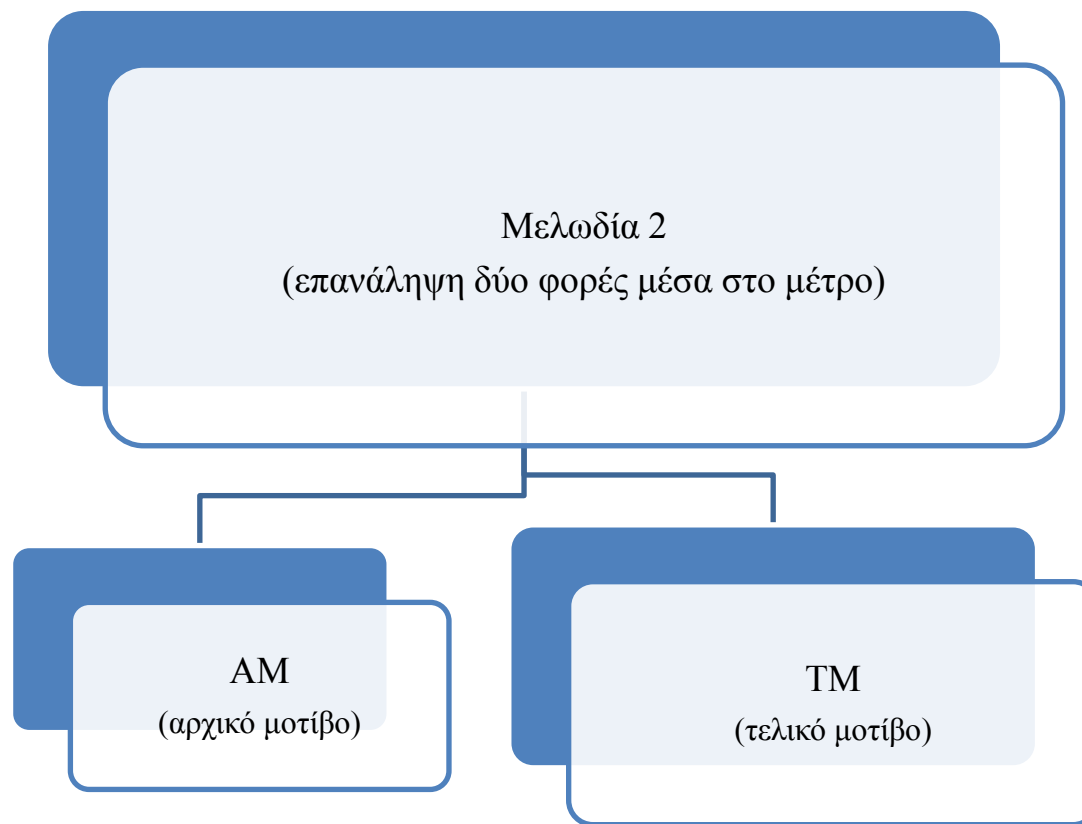 Μελωδία 2
(επανάληψη δύο φορές μέσα στο μέτρο)
ΑΜ
(αρχικό μοτίβο)
ΤΜ
(τελικό μοτίβο)